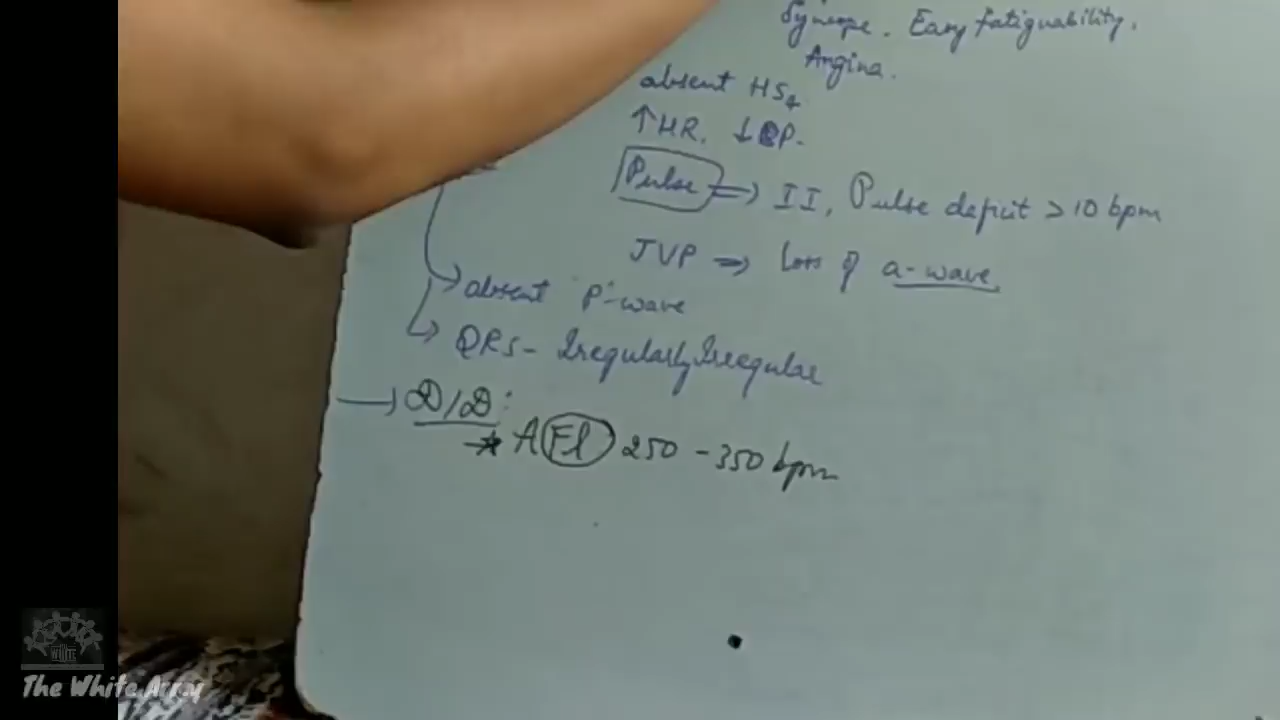 Syncope. Easy fatiguability.
Angina.
absent HS4
↑HR. ↓BP.
Pulse => II, Pulse deficit > 10 bpm
JVP => Loss of a-wave
absent 'P'-wave
QRS - Irregularly Irregular
→ D/D:
* AFl 250 - 350 bpm
The White Army